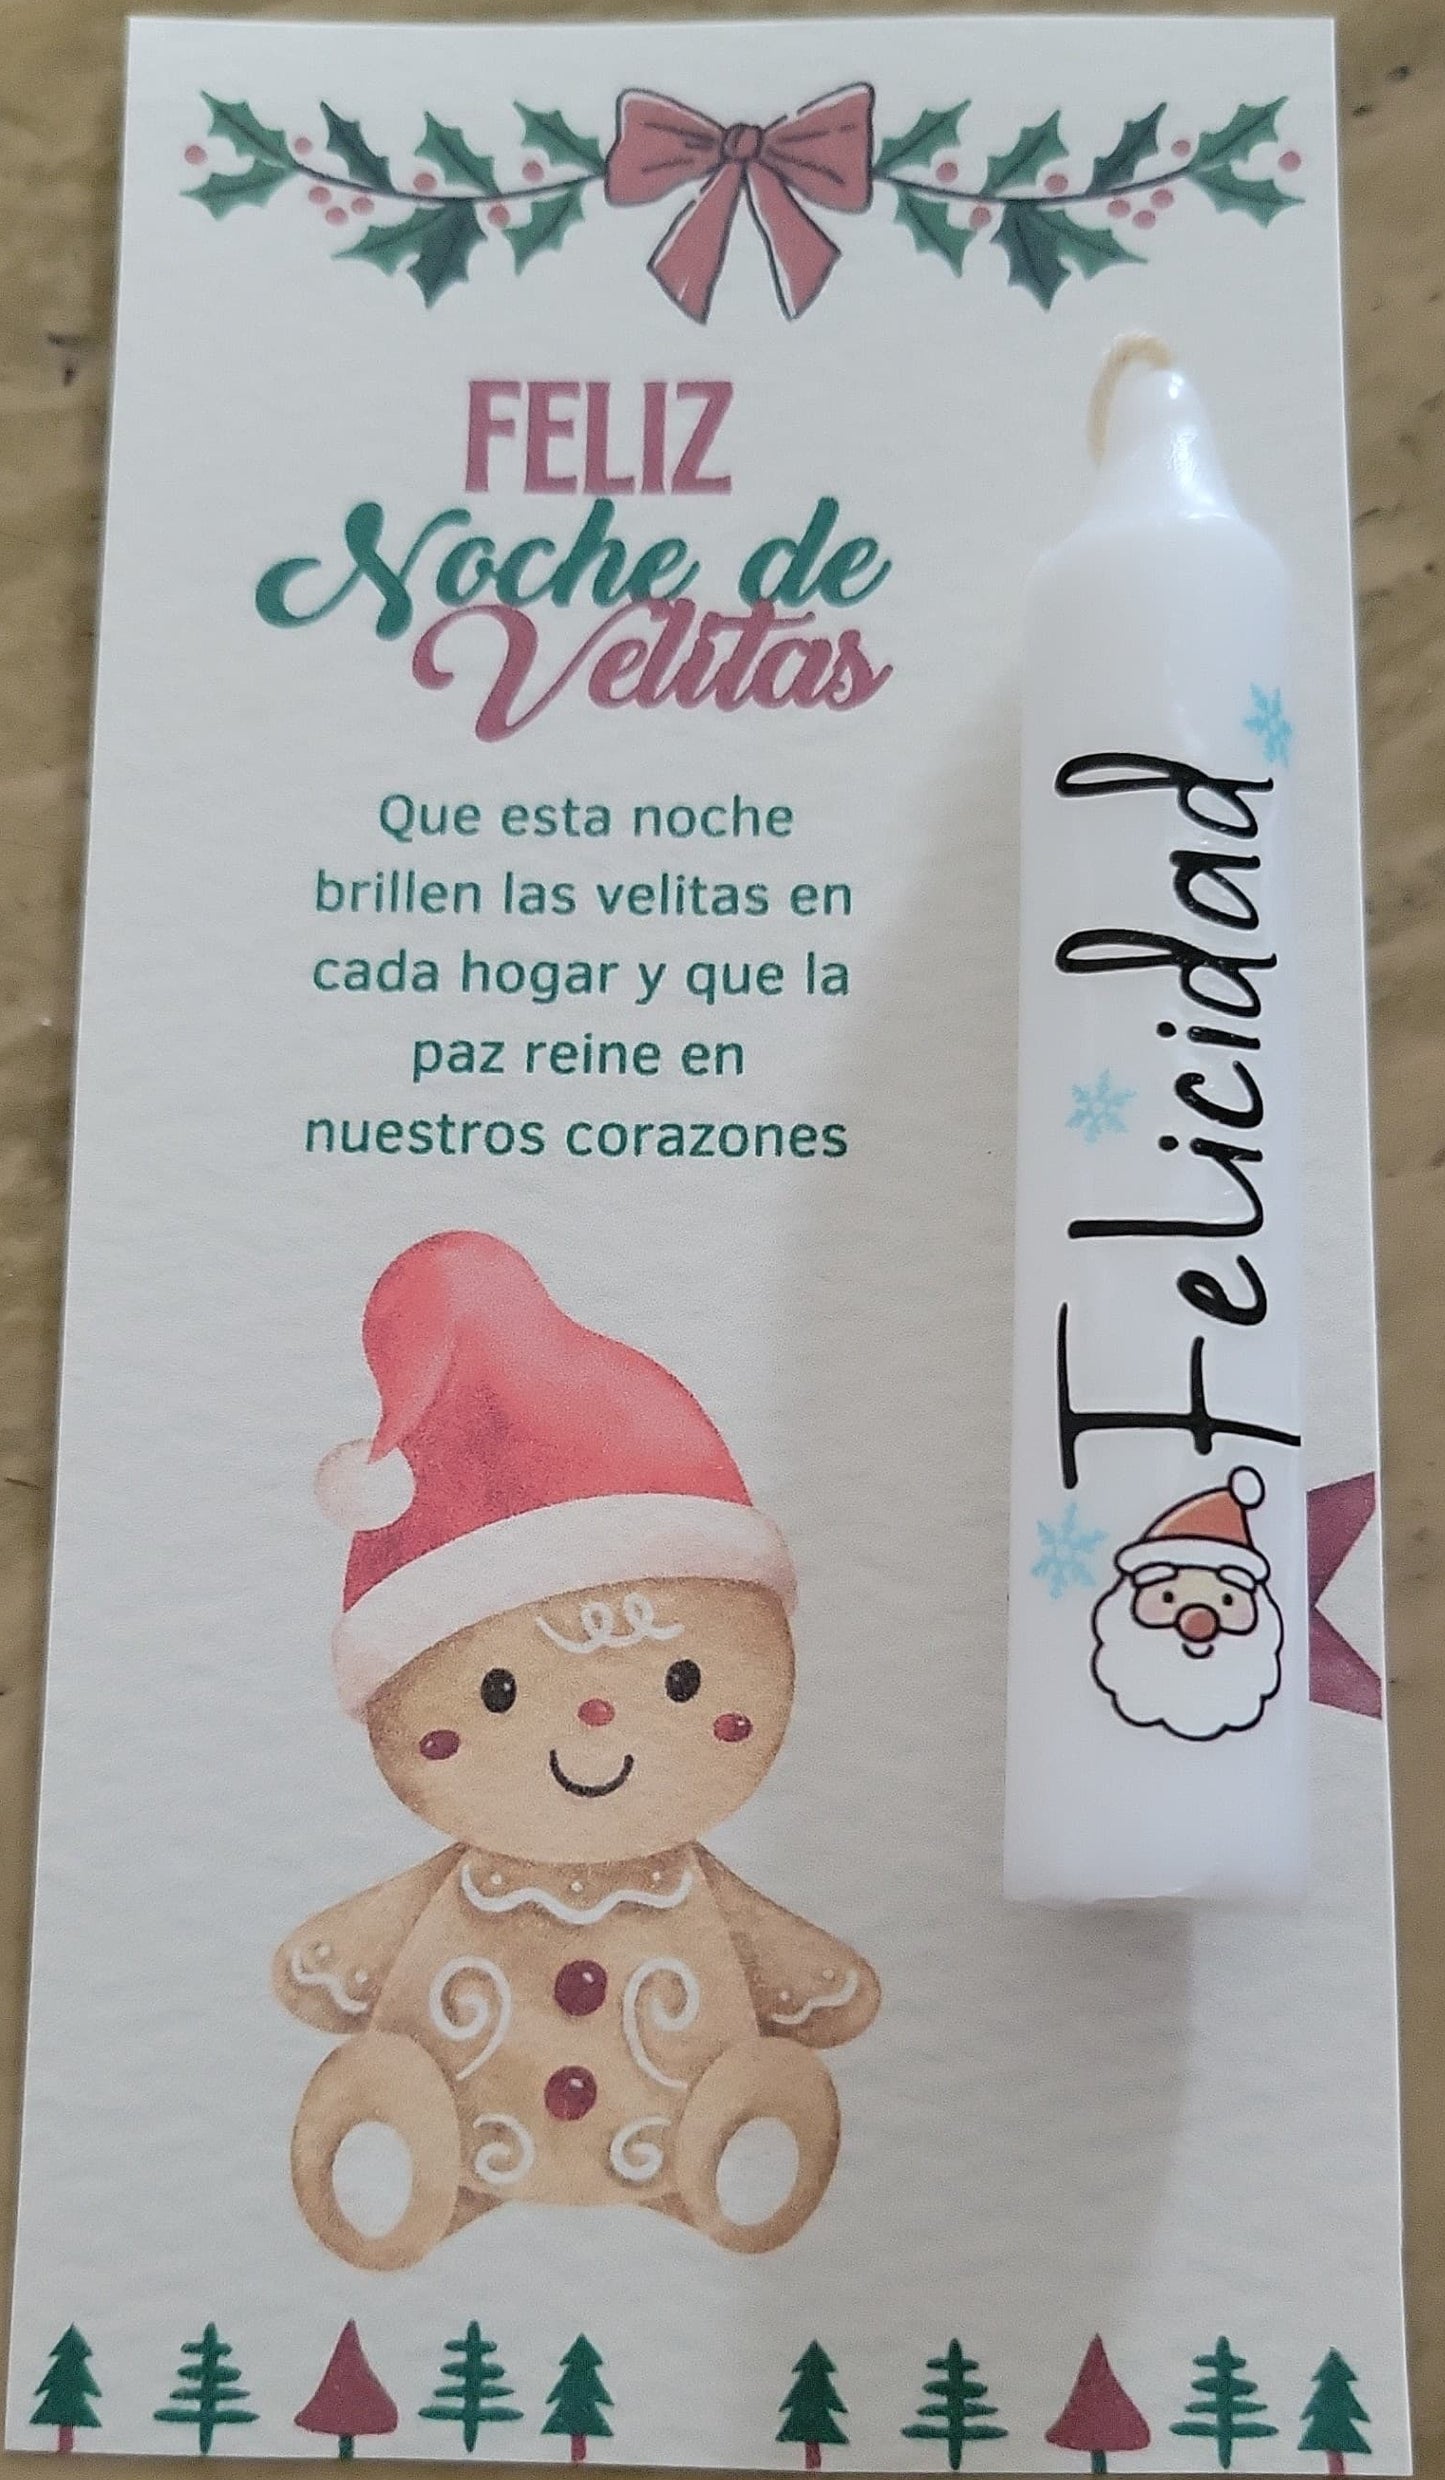 FELIZ
Noche de
Velitas
Que esta noche
brillen las velitas en
cada hogar y que la
paz reine en
nuestros corazones
Felicidad